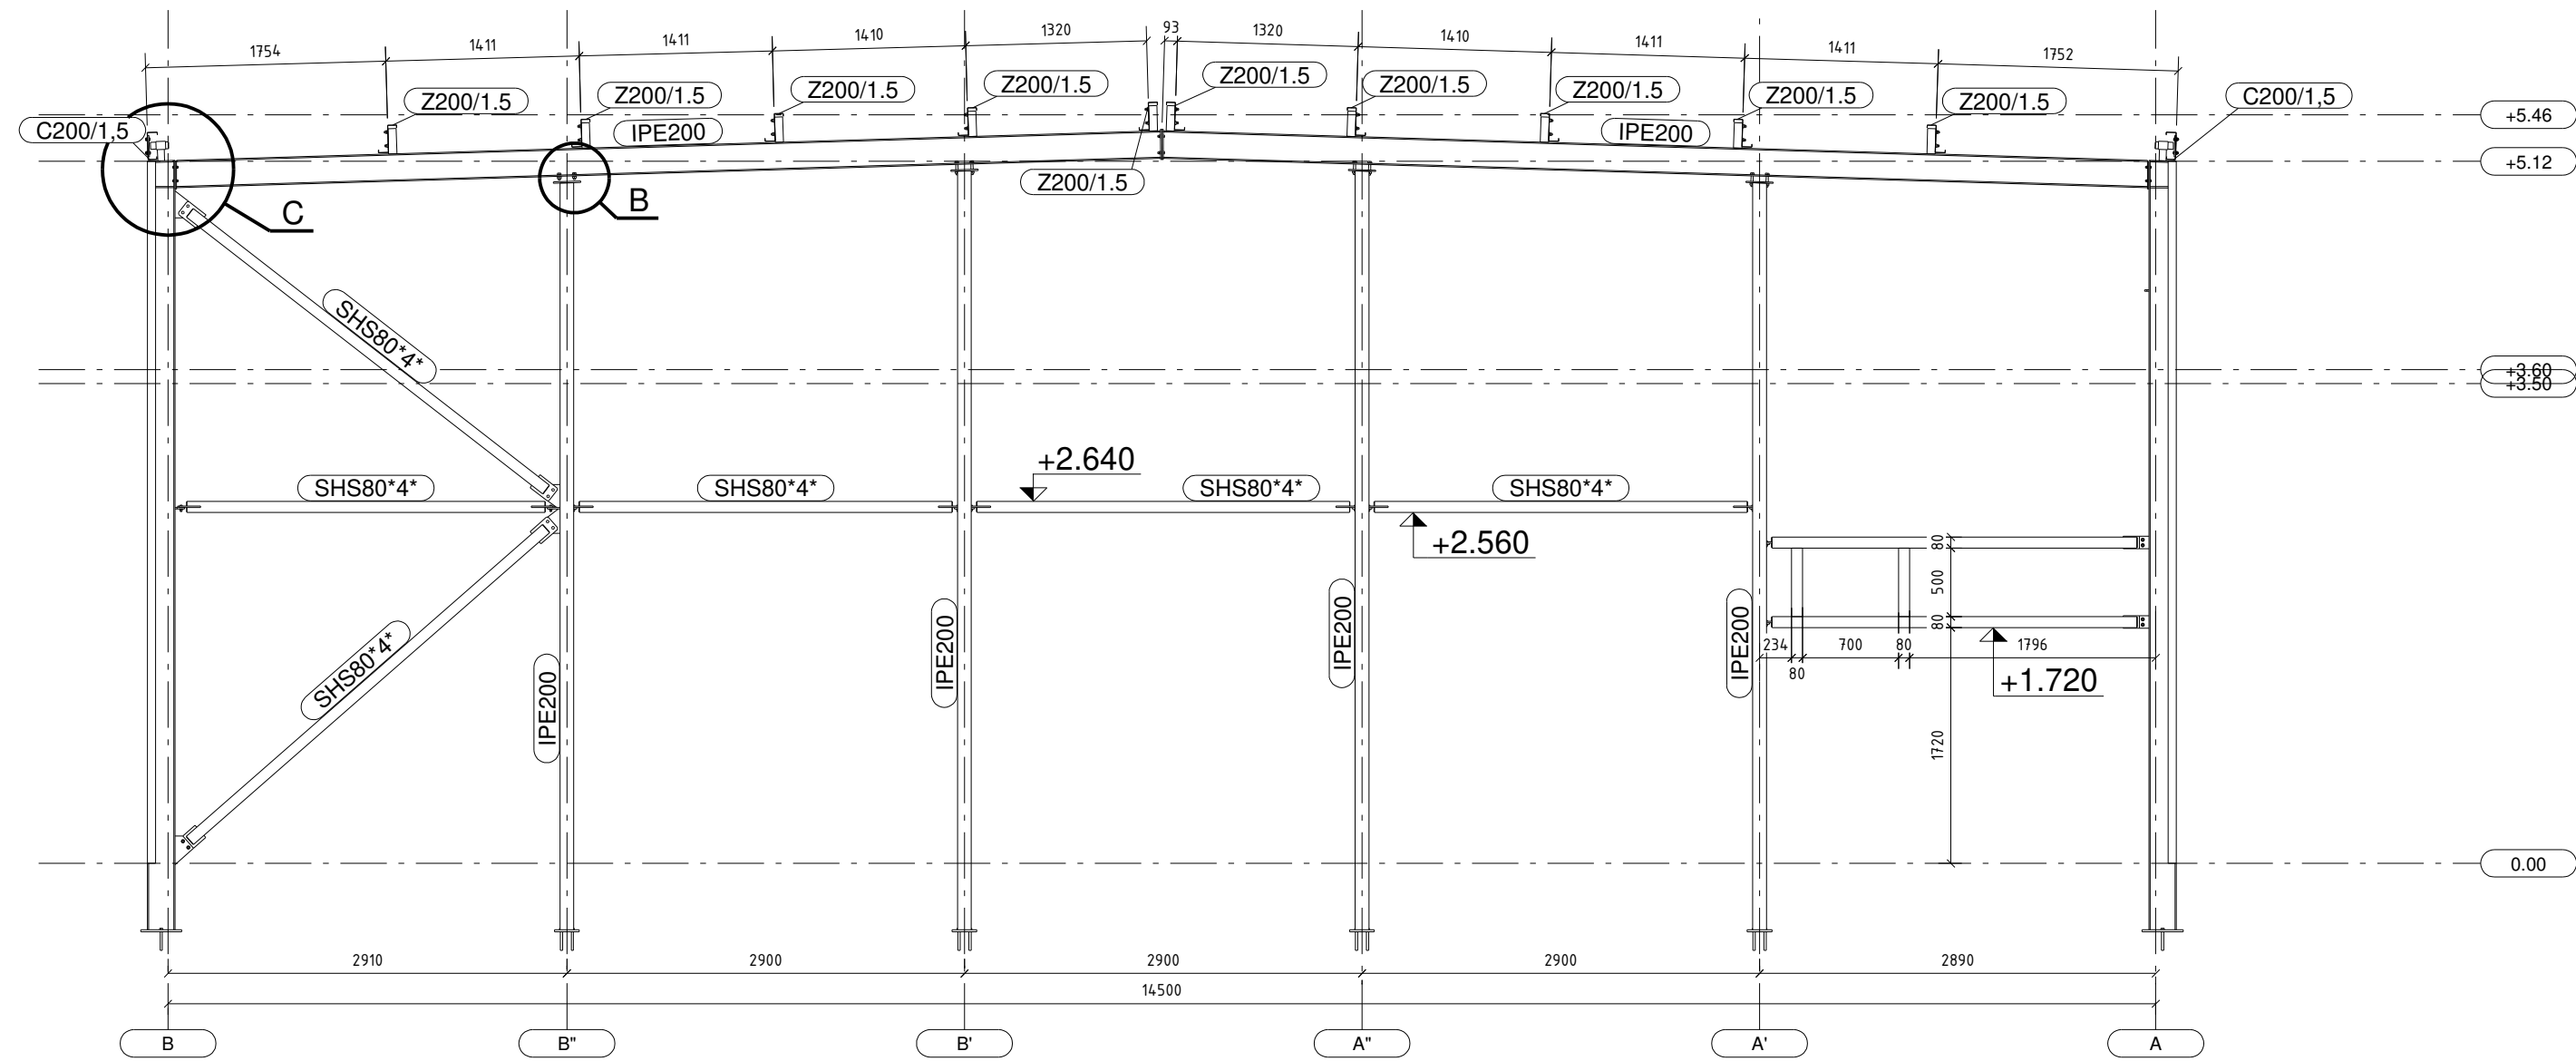 1754
1411
1411
1410
1320
93
1320
1410
1411
1411
1752
Z200/1.5
Z200/1.5
Z200/1.5
Z200/1.5
Z200/1.5
Z200/1.5
Z200/1.5
Z200/1.5
Z200/1.5
C200/1,5
C200/1,5
IPE200
IPE200
+5.46
+5.12
Z200/1.5
C
B
SHS80*4*
+3.60
+3.50
+2.640
SHS80*4*
SHS80*4*
SHS80*4*
SHS80*4*
+2.560
80
500
80
SHS80*4*
IPE200
IPE200
IPE200
IPE200
234
700
80
1796
80
+1.720
1720
0.00
2910
2900
2900
2900
2890
14500
B
B"
B'
A"
A'
A